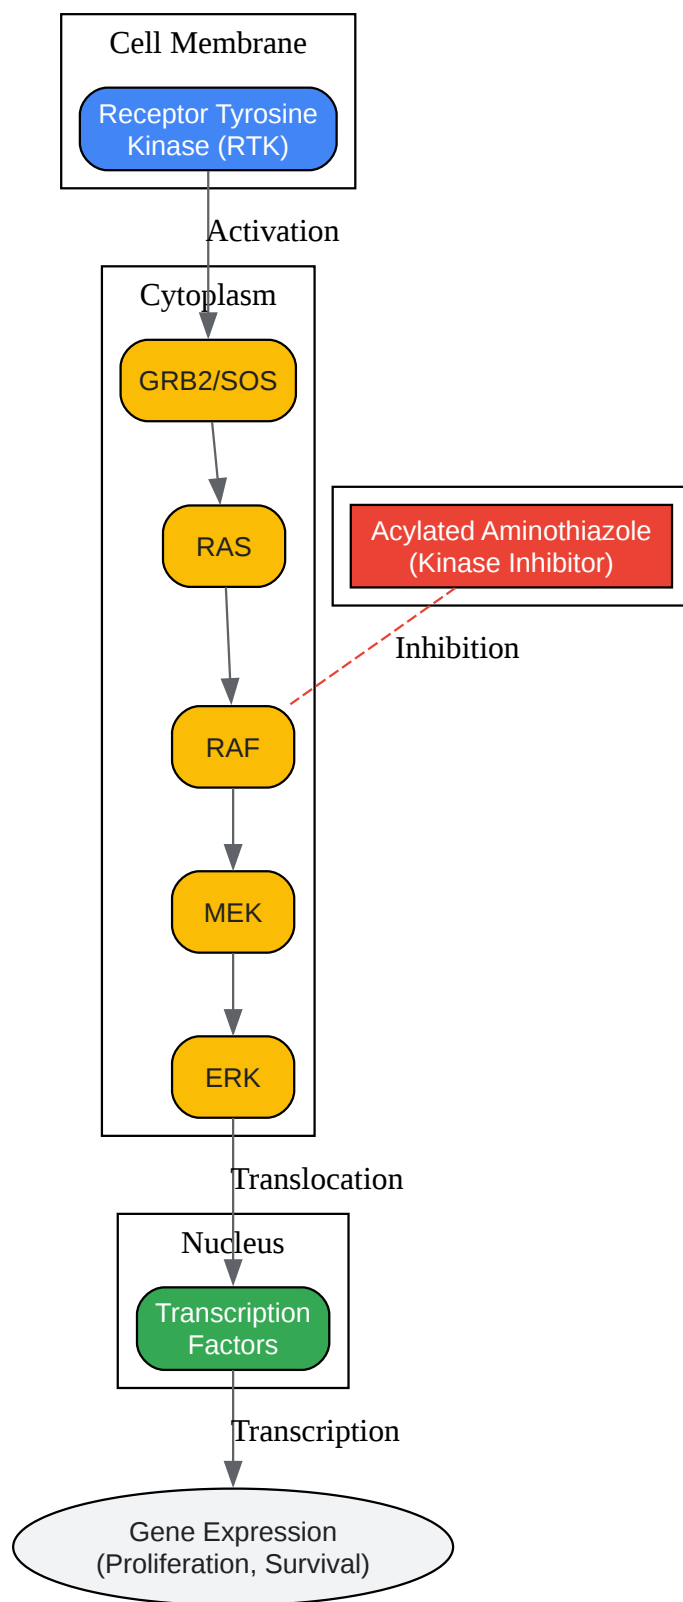 Cell Membrane
Receptor Tyrosine
Kinase (RTK)
Activation
Cytoplasm
GRB2/SOS
RAS
Acylated Aminothiazole
(Kinase Inhibitor)
Inhibition
RAF
MEK
ERK
Translocation
Nucleus
Transcription
Factors
Transcription
Gene Expression
(Proliferation, Survival)